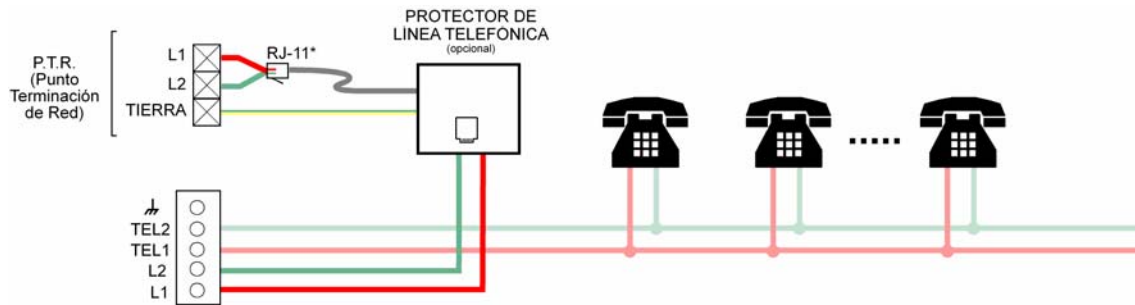 PROTECTOR DE
LÍNEA TELEFÓNICA
(opcional)
P.T.R.
(Punto
Terminación
de Red)
L1
L2
TIERRA
RJ-11*
TEL2
TEL1
L2
L1